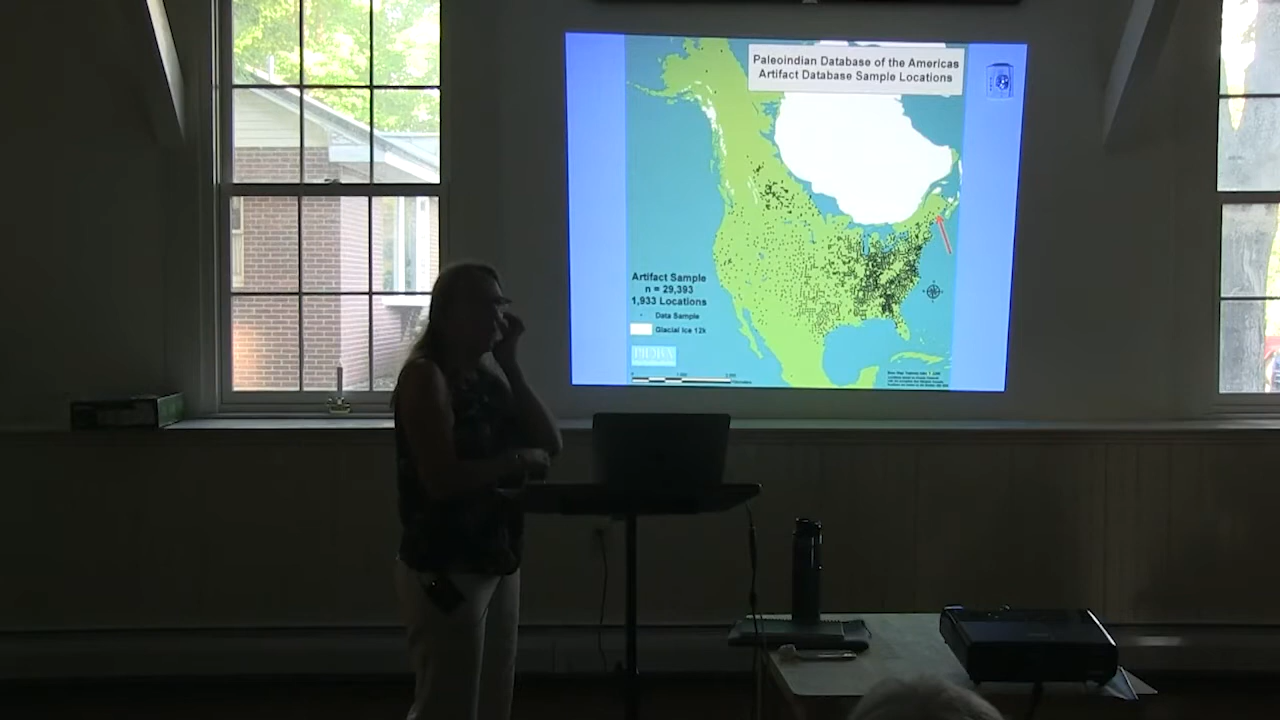 Paleoindian Database of the Americas
Artifact Database Sample Locations
Artifact Sample
n = 29,393
1,933 Locations
Data Sample
Glacial Ice 12k
PIDBA